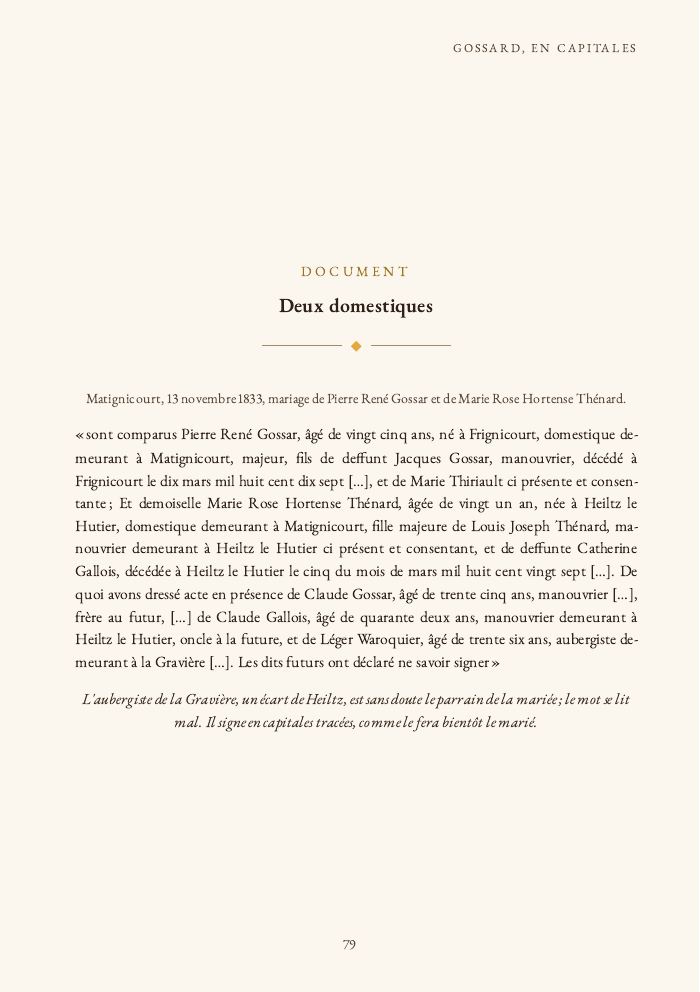 GOSSARD, EN CAPITALES
DOCUMENT
Deux domestiques
Matignicourt, 13 novembre 1833, mariage de Pierre René Gossar et de Marie Rose Hortense Thénard.
« sont comparus Pierre René Gossar, âgé de vingt cinq ans, né à Frignicourt, domestique de-
meurant à Matignicourt, majeur, fils de deffunt Jacques Gossar, manouvrier, décédé à
Frignicourt le dix mars mil huit cent dix sept [...], et de Marie Thiriault ci présente et consen-
tante ; Et demoiselle Marie Rose Hortense Thénard, âgée de vingt un an, née à Heiltz le
Hutier, domestique demeurant à Matignicourt, fille majeure de Louis Joseph Thénard, ma-
nouvrier demeurant à Heiltz le Hutier ci présent et consentant, et de deffunte Catherine
Gallois, décédée à Heiltz le Hutier le cinq du mois de mars mil huit cent vingt sept [...]. De
quoi avons dressé acte en présence de Claude Gossar, âgé de trente cinq ans, manouvrier [...],
frère au futur, [...] de Claude Gallois, âgé de quarante deux ans, manouvrier demeurant à
Heiltz le Hutier, oncle à la future, et de Léger Waroquier, âgé de trente six ans, aubergiste de-
meurant à la Gravière [...]. Les dits futurs ont déclaré ne savoir signer »
L'aubergiste de la Gravière, un écart de Heiltz, est sans doute le parrain de la mariée ; le mot se lit
mal. Il signe en capitales tracées, comme le fera bientôt le marié.
79